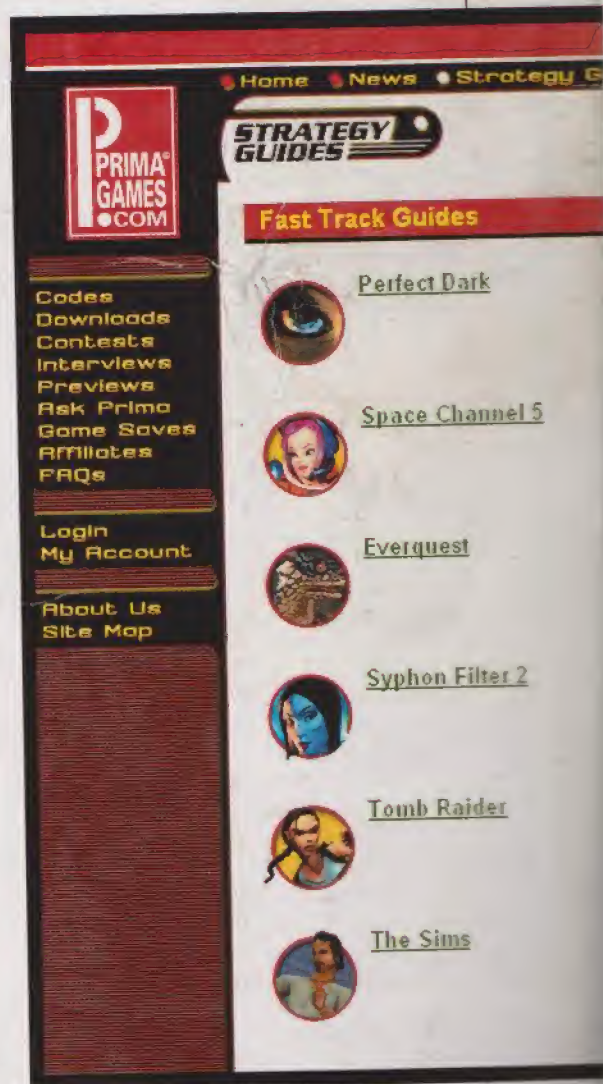 Home News Strategy G
PRIMA®
GAMES
.COM
STRATEGY
GUIDES
Fast Track Guides
Codes
Downloads
Contests
Interviews
Previews
Ask Prima
Game Saves
Affiliates
FAQs
Login
My Account
About Us
Site Map
Perfect Dark
Space Channel 5
Everquest
Syphon Filter 2
Tomb Raider
The Sims